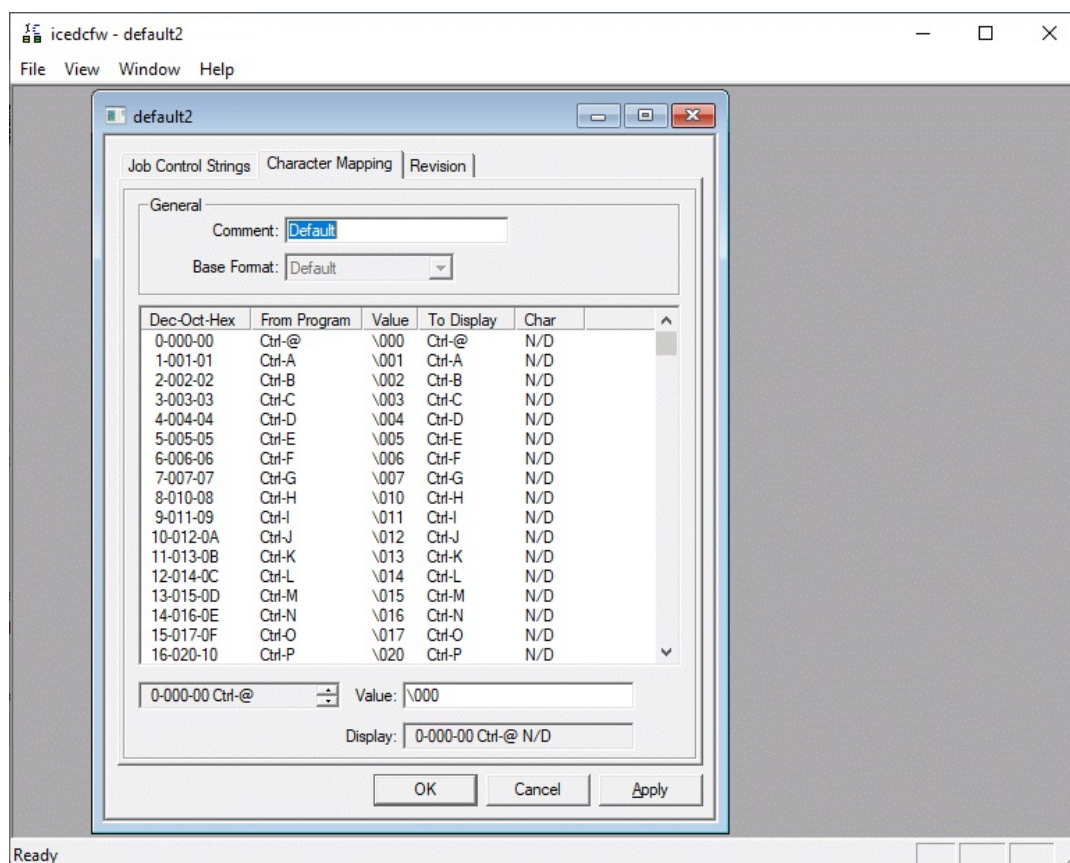 icedcfw - default2
File View Window Help
default2
Job Control Strings Character Mapping Revision
General
Comment: Default
Base Format: Default
Dec-Oct-Hex From Program Value To Display Char
0-000-00 Ctrl-@ \000 Ctrl-@ N/D
1-001-01 Ctrl-A \001 Ctrl-A N/D
2-002-02 Ctrl-B \002 Ctrl-B N/D
3-003-03 Ctrl-C \003 Ctrl-C N/D
4-004-04 Ctrl-D \004 Ctrl-D N/D
5-005-05 Ctrl-E \005 Ctrl-E N/D
6-006-06 Ctrl-F \006 Ctrl-F N/D
7-007-07 Ctrl-G \007 Ctrl-G N/D
8-010-08 Ctrl-H \010 Ctrl-H N/D
9-011-09 Ctrl-I \011 Ctrl-I N/D
10-012-0A Ctrl-J \012 Ctrl-J N/D
11-013-0B Ctrl-K \013 Ctrl-K N/D
12-014-0C Ctrl-L \014 Ctrl-L N/D
13-015-0D Ctrl-M \015 Ctrl-M N/D
14-016-0E Ctrl-N \016 Ctrl-N N/D
15-017-0F Ctrl-O \017 Ctrl-O N/D
16-020-10 Ctrl-P \020 Ctrl-P N/D
0-000-00 Ctrl-@ Value: \000
Display: 0-000-00 Ctrl-@ N/D
OK Cancel Apply
Ready